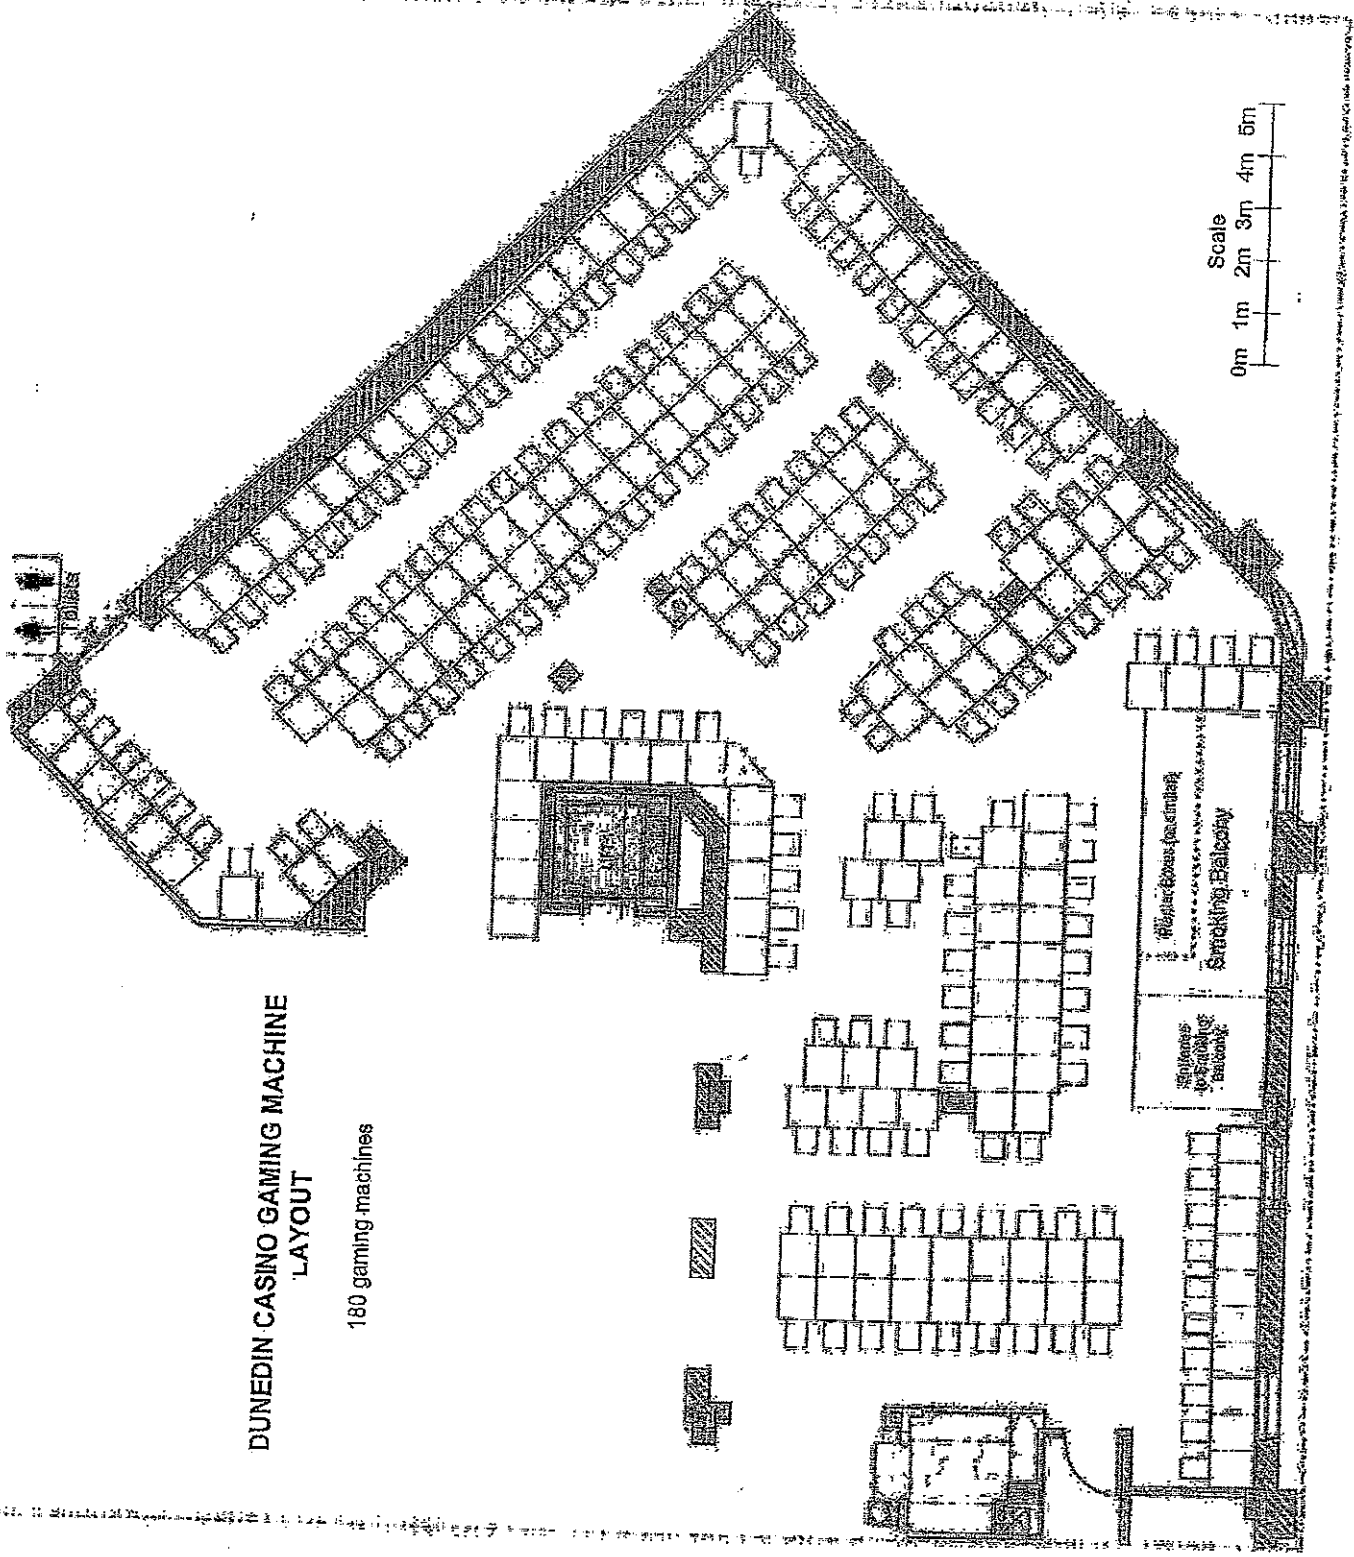 DUNEDIN CASINO GAMING MACHINE
LAYOUT
180 gaming machines
Toilets
Smoking Balcony
Entrance
to Smoking
Balcony
Scale
0m 1m 2m 3m 4m 5m